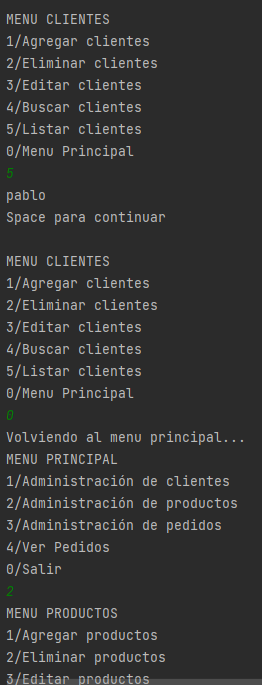 MENU CLIENTES
1/Agregar clientes
2/Eliminar clientes
3/Editar clientes
4/Buscar clientes
5/Listar clientes
0/Menu Principal
5
pablo
Space para continuar
MENU CLIENTES
1/Agregar clientes
2/Eliminar clientes
3/Editar clientes
4/Buscar clientes
5/Listar clientes
0/Menu Principal
0
Volviendo al menu principal...
MENU PRINCIPAL
1/Administración de clientes
2/Administración de productos
3/Administración de pedidos
4/Ver Pedidos
0/Salir
2
MENU PRODUCTOS
1/Agregar productos
2/Eliminar productos
3/Editar productos